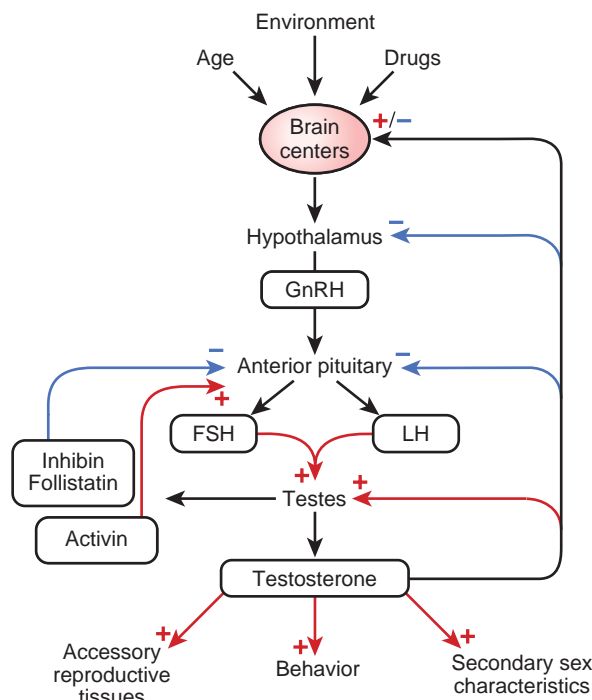 Environment
Age
Drugs
+/−
Brain
centers
−
Hypothalamus
GnRH
−
−
Anterior pituitary
+
FSH
LH
Inhibin
Follistatin
+
+
Testes
Activin
Testosterone
+
+
+
Accessory
reproductive
tissues
Behavior
Secondary sex
characteristics